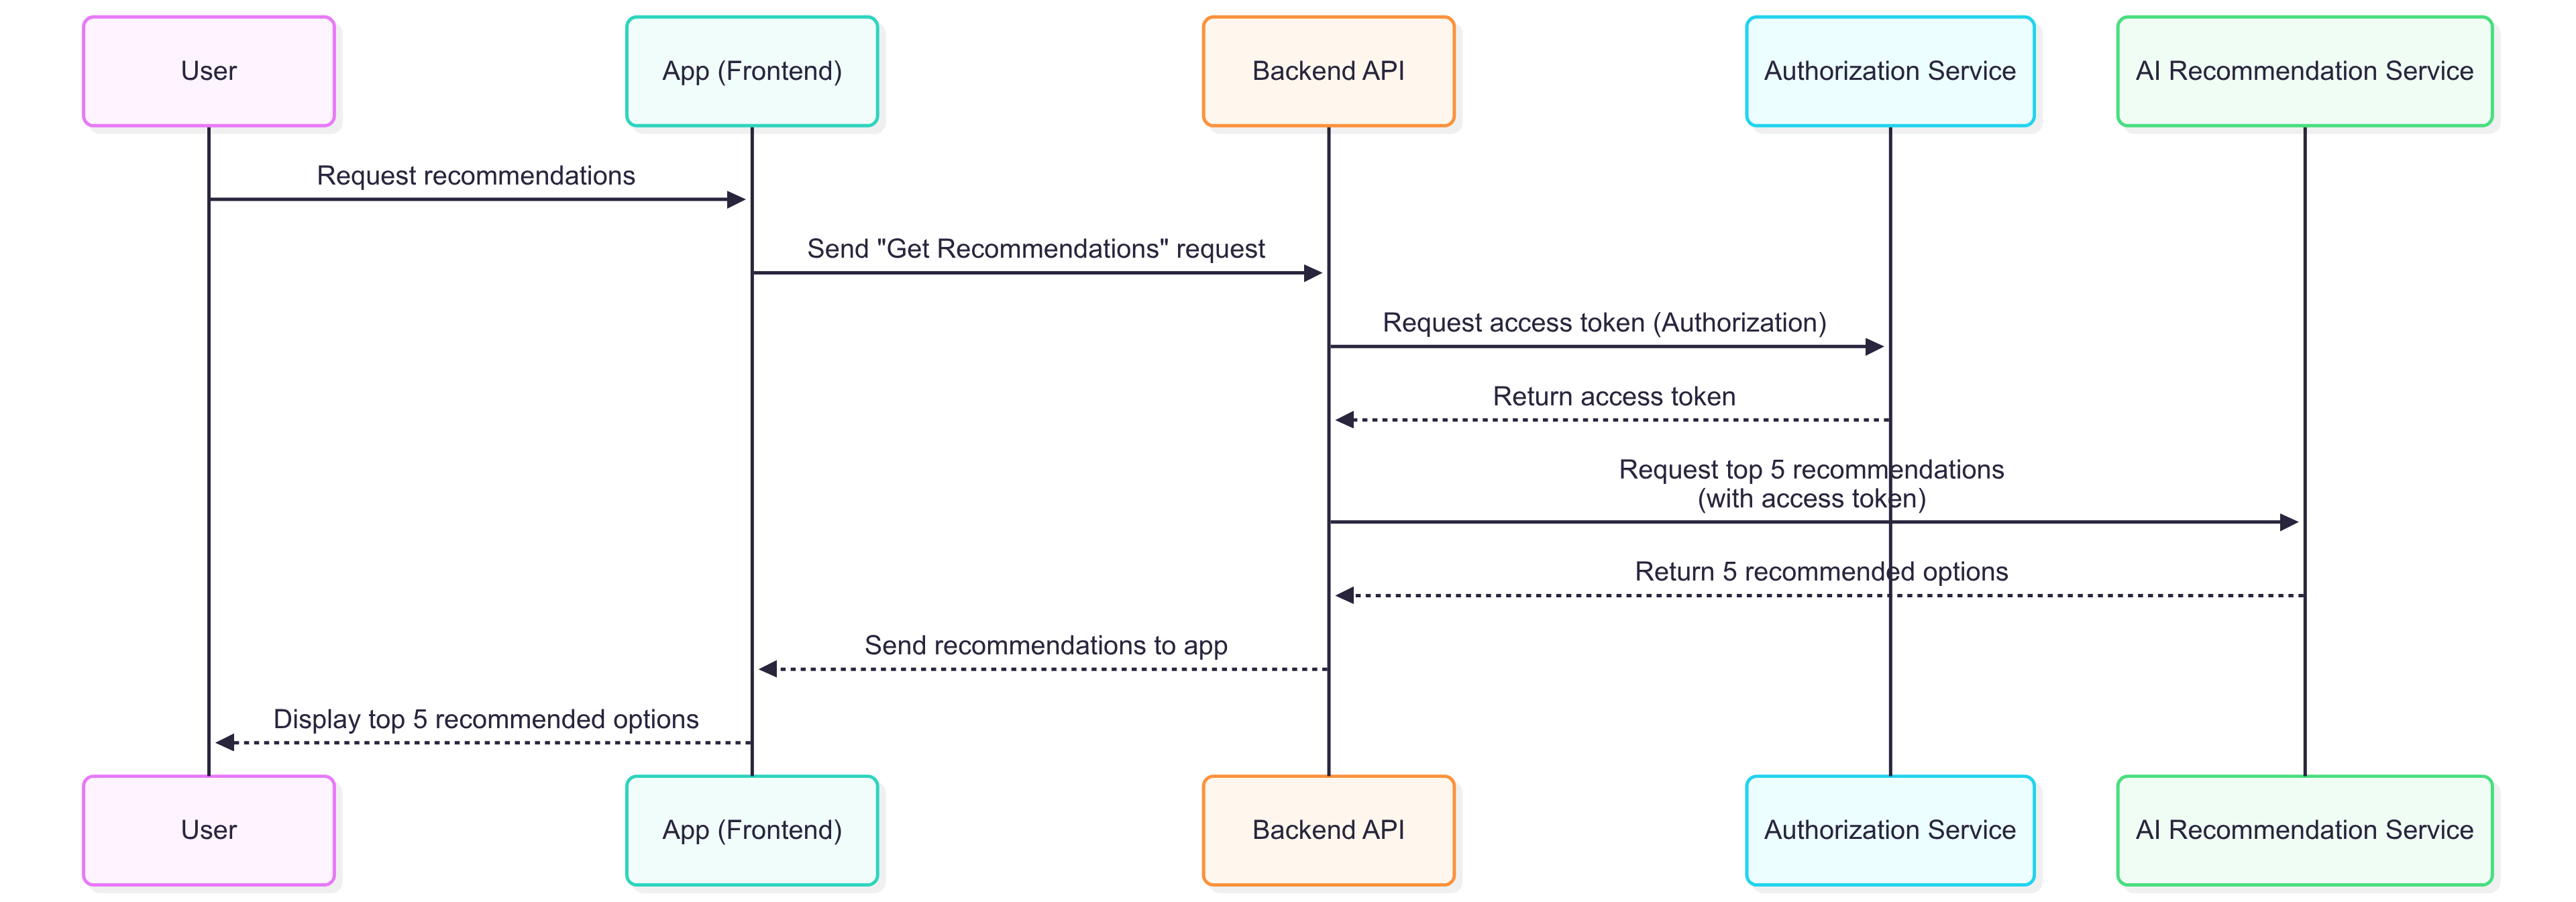 User
App (Frontend)
Backend API
Authorization Service
AI Recommendation Service
Request recommendations
Send "Get Recommendations" request
Request access token (Authorization)
Return access token
Request top 5 recommendations
(with access token)
Return 5 recommended options
Send recommendations to app
Display top 5 recommended options
User
App (Frontend)
Backend API
Authorization Service
AI Recommendation Service